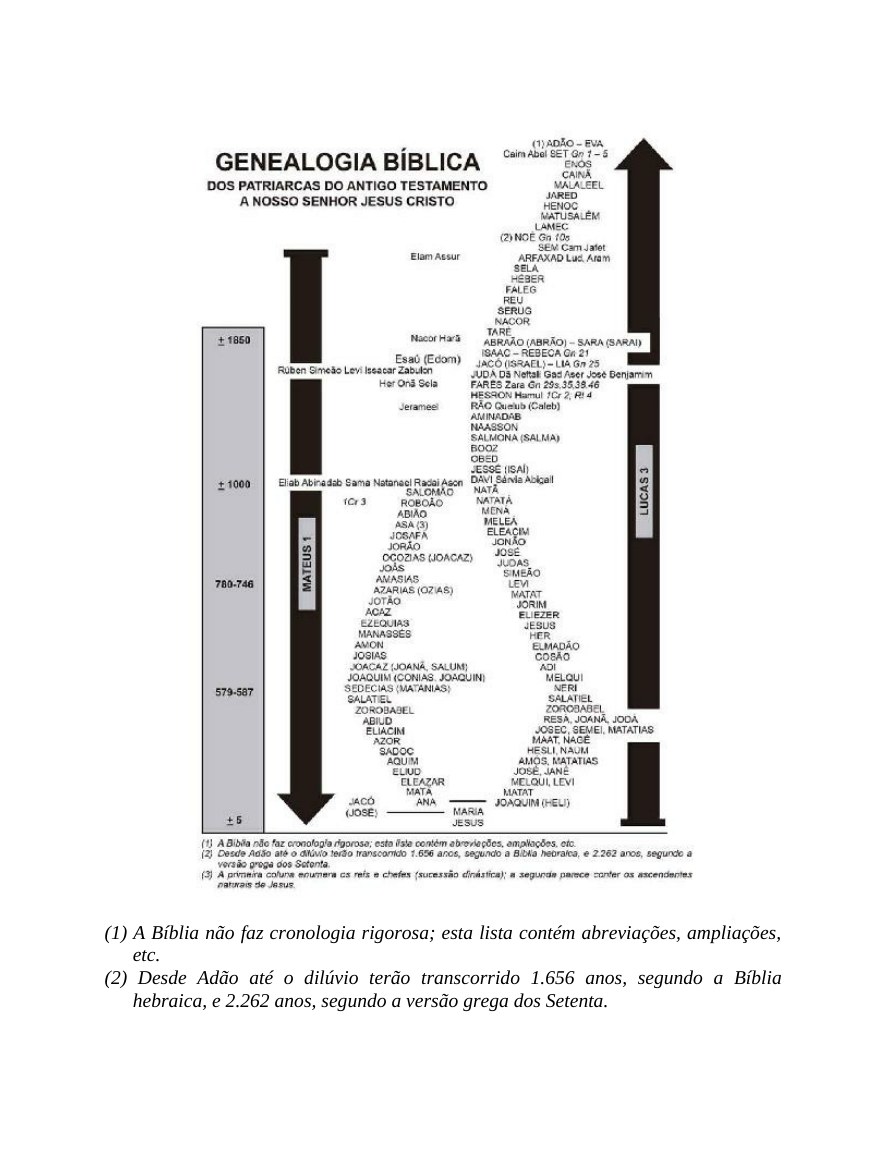 GENEALOGIA BÍBLICA
DOS PATRIARCAS DO ANTIGO TESTAMENTO
A NOSSO SENHOR JESUS CRISTO
(1) ADÃO – EVA
Caim Abel SET Gn 1 – 5
ENÓS
CAINÃ
MALALEEL
JARED
HENOC
MATUSALÉM
LAMEC
(2) NOÉ Gn 10s
SEM Cam Jafet
Elam Assur ARFAXAD Lud, Aram
SELA
HÉBER
FALEG
REU
SERUG
NACOR
TARÉ
± 1850 Nacor Harã ABRAÃO (ABRÃO) – SARA (SARAI)
ISAAC – REBECA Gn 21
Esaú (Edom) JACÓ (ISRAEL) – LIA Gn 25
Rúben Simeão Levi Issacar Zabulon JUDÁ Dã Neftali Gad Aser José Benjamim
Her Onã Sela FARES Zara Gn 29s,35,38.46
HESRON Hamul 1Cr 2; Rt 4
Jerameel RÃO Quelub (Caleb)
AMINADAB
NAASSON
SALMONA (SALMA)
BOOZ
OBED
JESSÉ (ISAÍ)
± 1000 Eliab Abinadab Sama Natanael Radai Ason DAVI Sárvia Abigail
SALOMÃO NATÃ
1Cr 3 ROBOÃO NATATÁ
ABIÃO MENA
ASA (3) MELEA
JOSAFÁ ELEACIM
JORÃO JONÃO
OCOZIAS (JOACAZ) JOSÉ
JOÁS JUDAS
AMASIAS SIMEÃO
780-746 AZARIAS (OZIAS) LEVI
JOTÃO MATAT
ACAZ JORIM
EZEQUIAS ELIEZER
MANASSÉS JESUS
AMON HER
JOSIAS ELMADÃO
JOACAZ (JOANÃ, SALUM) COSÃO
JOAQUIM (CONIAS, JOAQUIN) ADI
579-587 SEDECIAS (MATANIAS) MELQUI
SALATIEL NERI
ZOROBABEL SALATIEL
ABIUD ZOROBABEL
ELIACIM RESA, JOANÃ, JODÁ
AZOR JOSEC, SEMEI, MATATIAS
SADOC MAAT, NAGÉ
AQUIM HESLI, NAUM
ELIUD AMÓS, MATATIAS
ELEAZAR JOSÉ, JANÉ
MATÃ MELQUI, LEVI
MATAT
JACÓ ANA JOAQUIM (HELI)
(JOSÉ) MARIA
± 5 JESUS
MATEUS 1
LUCAS 3
(1) A Bíblia não faz cronologia rigorosa; esta lista contém abreviações, ampliações, etc.
(2) Desde Adão até o dilúvio terão transcorrido 1.656 anos, segundo a Bíblia hebraica, e 2.262 anos, segundo a
versão grega dos Setenta.
(3) A primeira coluna enumera os reis e chefes (sucessão dinástica); a segunda parece conter os ascendentes
naturais de Jesus.
(1) A Bíblia não faz cronologia rigorosa; esta lista contém abreviações, ampliações,
etc.
(2) Desde Adão até o dilúvio terão transcorrido 1.656 anos, segundo a Bíblia
hebraica, e 2.262 anos, segundo a versão grega dos Setenta.